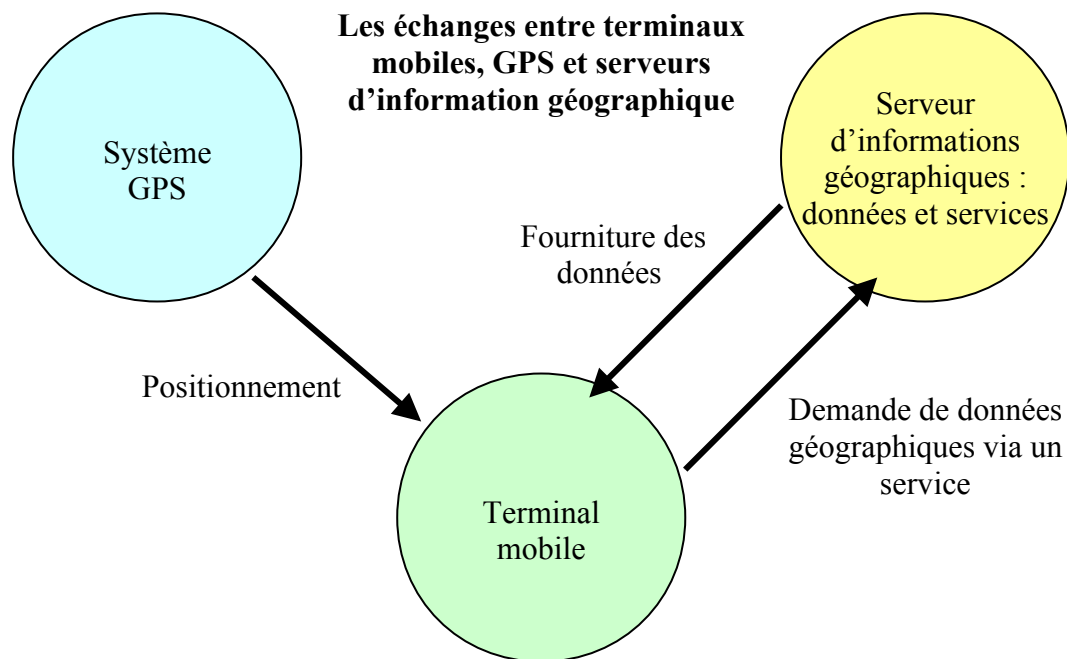 Les échanges entre terminaux
mobiles, GPS et serveurs
d’information géographique
Système
GPS
Serveur
d’informations
géographiques :
données et services
Fourniture des
données
Positionnement
Demande de données
géographiques via un
service
Terminal
mobile